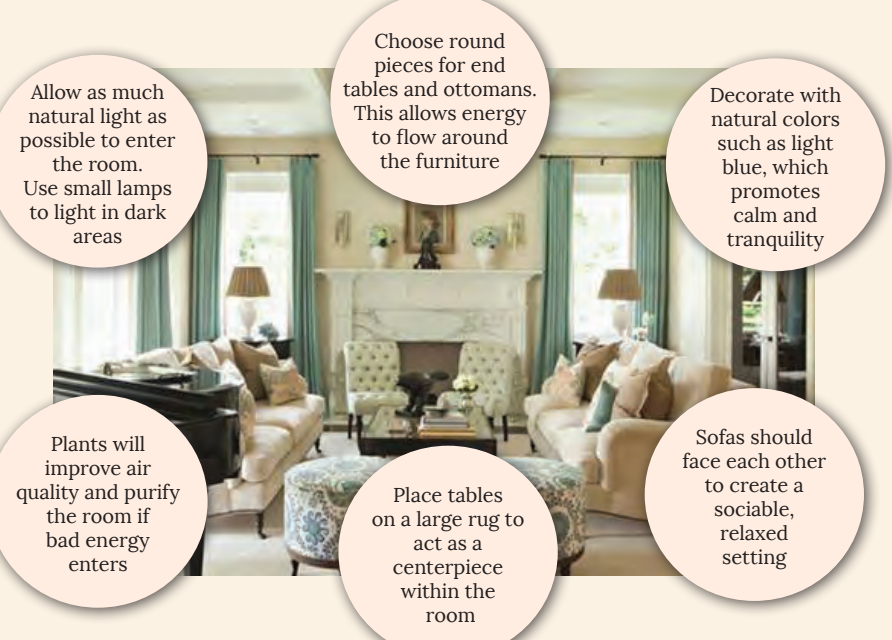 Allow as much
natural light as
possible to enter
the room.
Use small lamps
to light in dark
areas
Choose round
pieces for end
tables and ottomans.
This allows energy
to flow around
the furniture
Decorate with
natural colors
such as light
blue, which
promotes
calm and
tranquility
Plants will
improve air
quality and purify
the room if
bad energy
enters
Place tables
on a large rug to
act as a
centerpiece
within the
room
Sofas should
face each other
to create a
sociable,
relaxed
setting